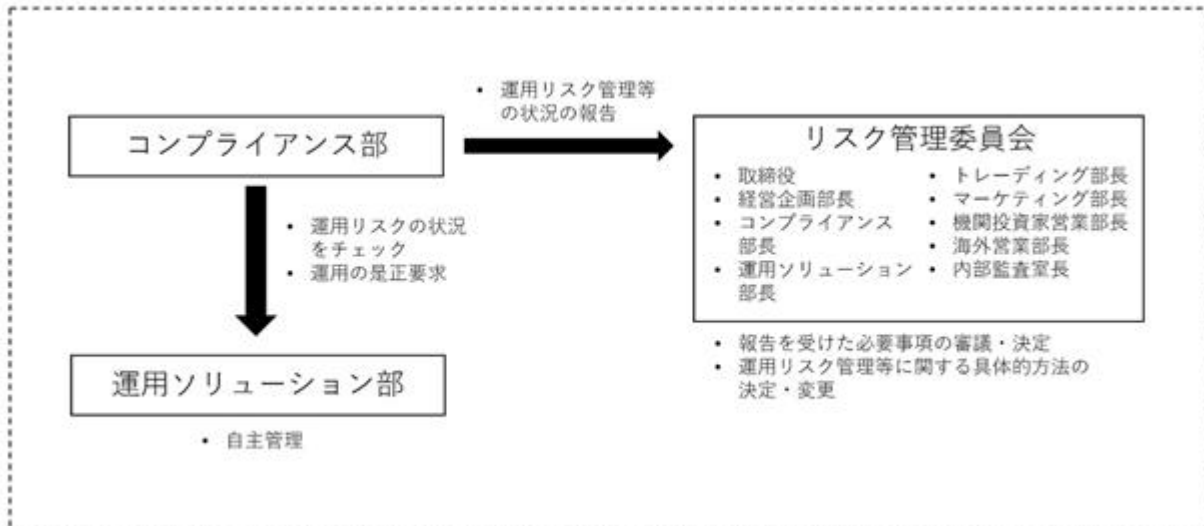 • 運用リスク管理等
の状況の報告
コンプライアンス部
リスク管理委員会
• 取締役
• 経営企画部長
• コンプライアンス
部長
• 運用ソリューション
部長
• トレーディング部長
• マーケティング部長
• 機関投資家営業部長
• 海外営業部長
• 内部監査室長
• 運用リスクの状況
をチェック
• 運用の是正要求
• 報告を受けた必要事項の審議・決定
• 運用リスク管理等に関する具体的方法の
決定・変更
運用ソリューション部
• 自主管理